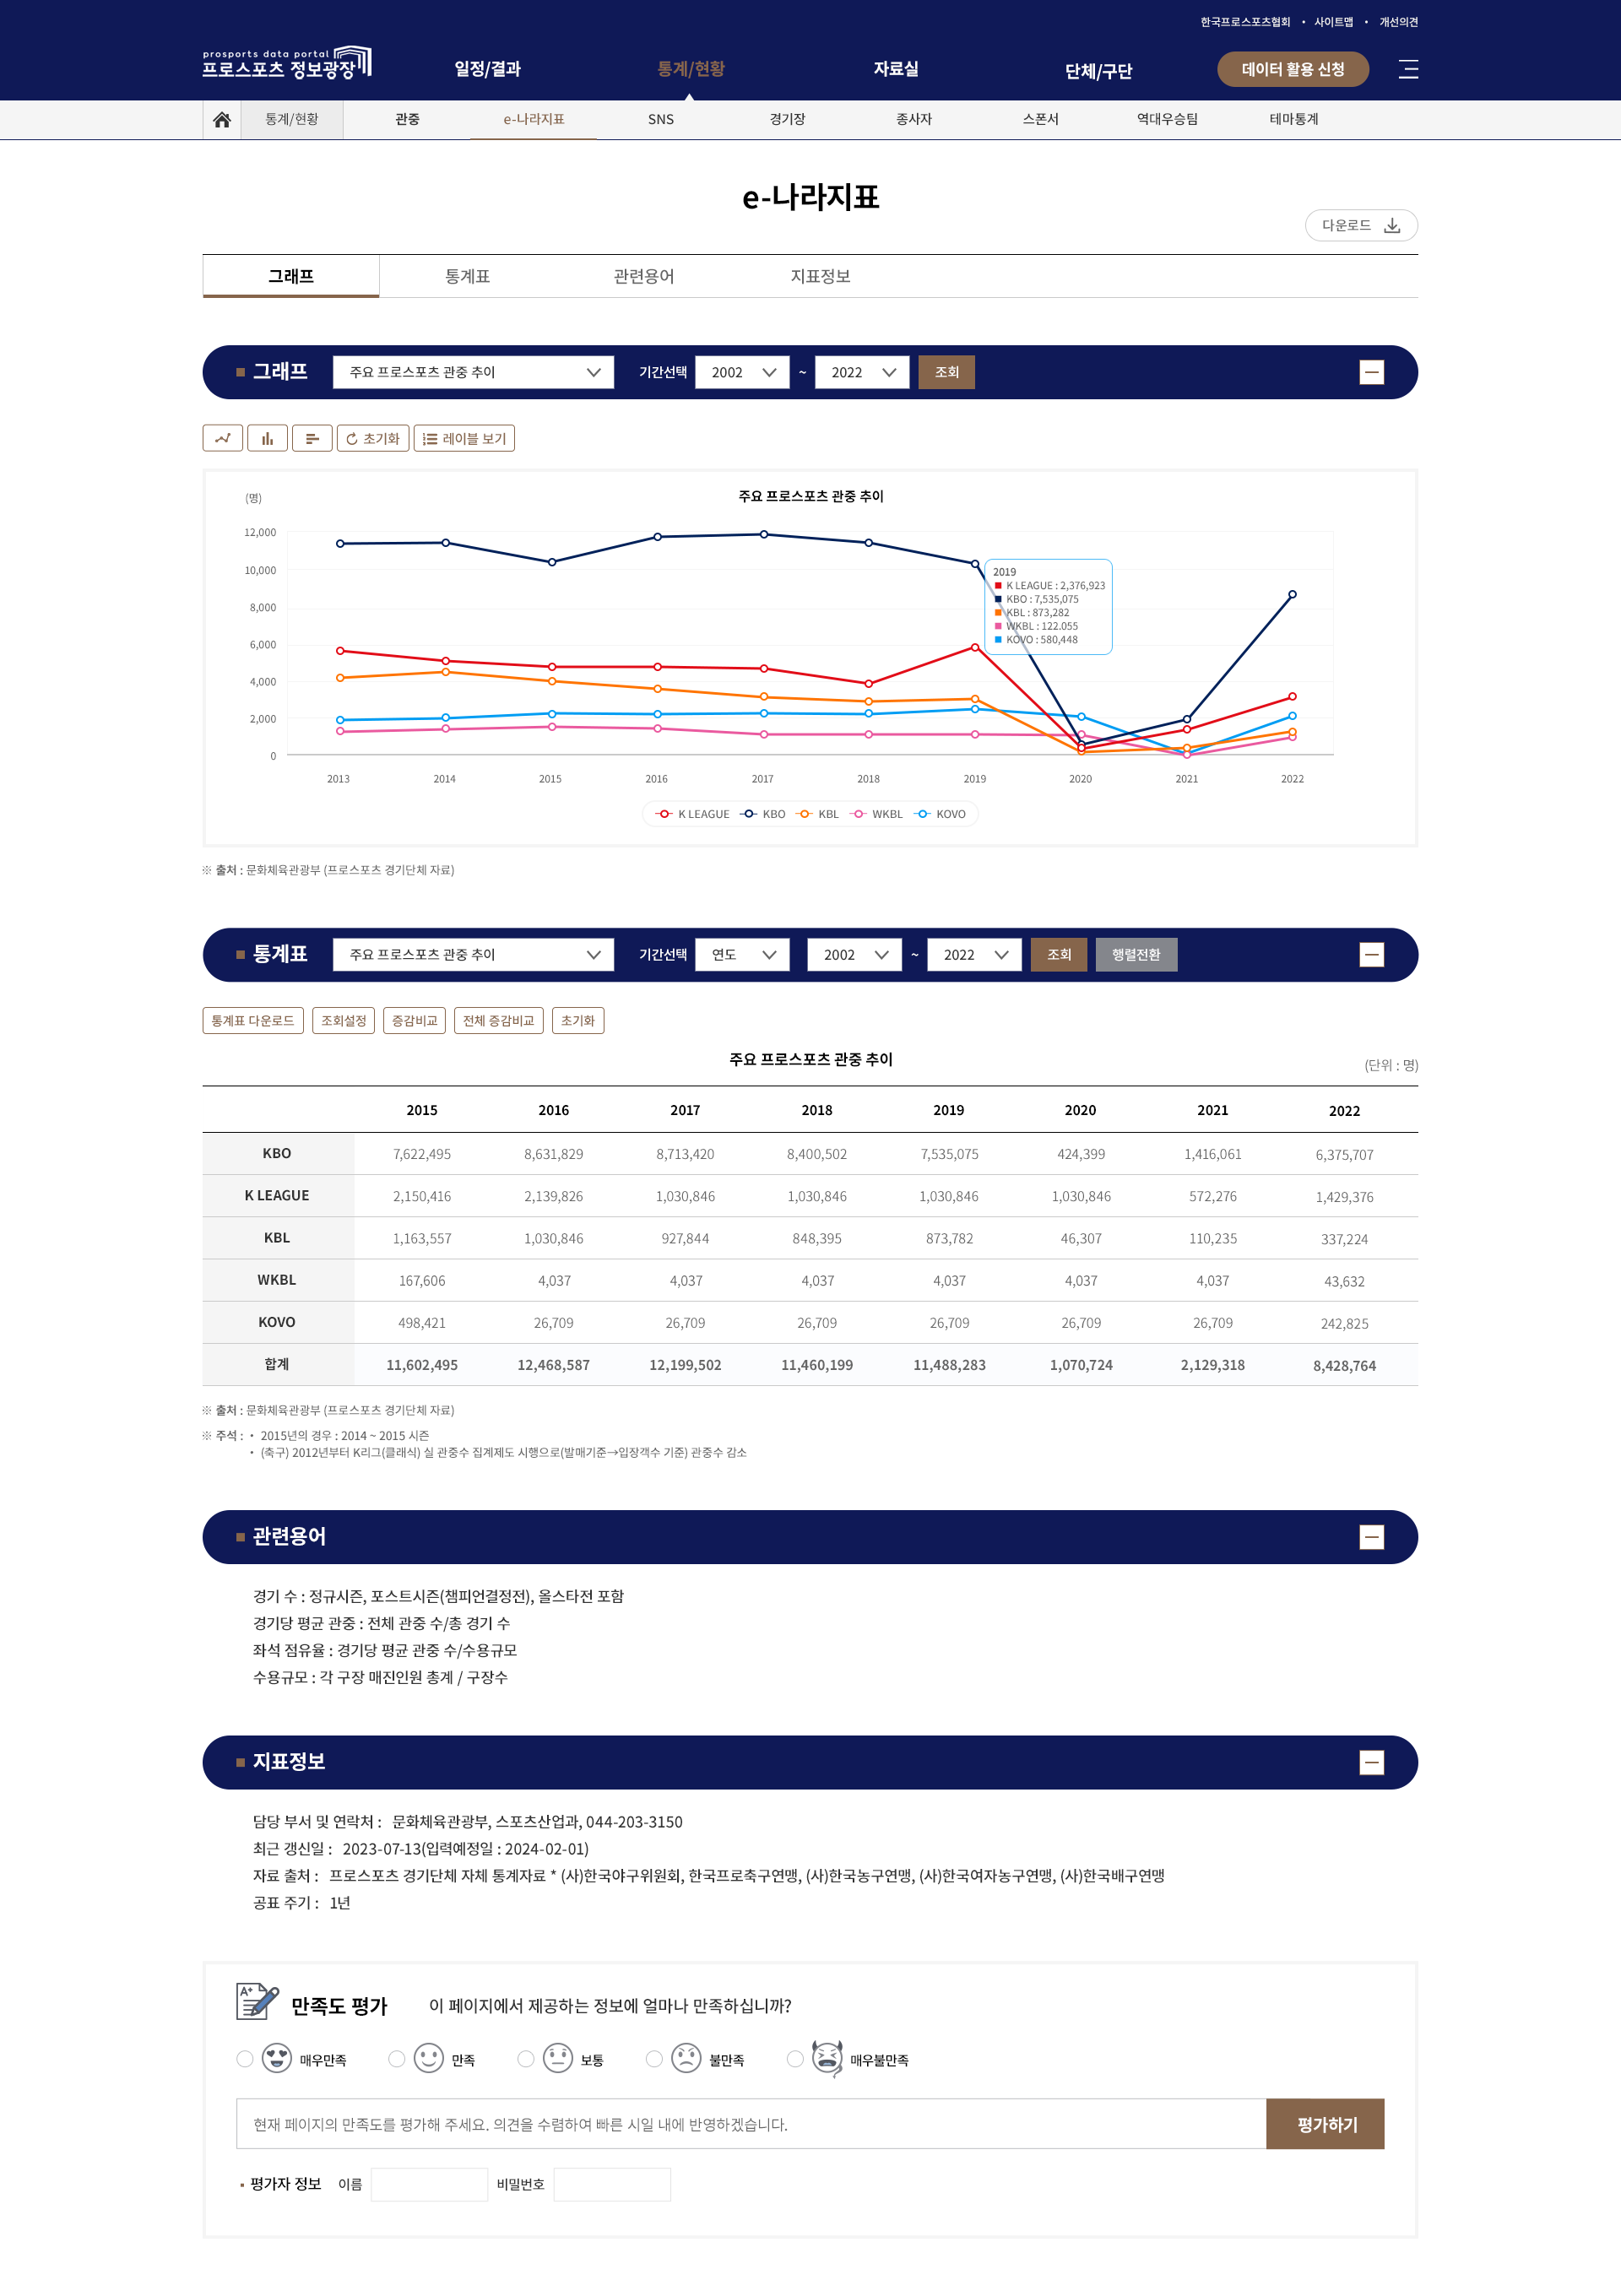 한국프로스포츠협회 • 사이트맵 • 개선의견
prosports data portal
프로스포츠 정보광장
일정/결과 통계/현황 자료실 단체/구단 데이터 활용 신청
통계/현황 관중 e-나라지표 SNS 경기장 종사자 스폰서 역대우승팀 테마통계
e-나라지표
다운로드
그래프 통계표 관련용어 지표정보
그래프 주요 프로스포츠 관중 추이 기간선택 2002 ~ 2022 조회
초기화 레이블 보기
(명) 주요 프로스포츠 관중 추이
12,000
10,000
8,000
6,000
4,000
2,000
0
2019
K LEAGUE : 2,376,923
KBO : 7,535,075
KBL : 873,282
WKBL : 122.055
KOVO : 580,448
2013 2014 2015 2016 2017 2018 2019 2020 2021 2022
K LEAGUE KBO KBL WKBL KOVO
※ 출처 : 문화체육관광부 (프로스포츠 경기단체 자료)
통계표 주요 프로스포츠 관중 추이 기간선택 연도 2002 ~ 2022 조회 행렬전환
통계표 다운로드 조회설정 증감비교 전체 증감비교 초기화
주요 프로스포츠 관중 추이
(단위 : 명)
2015 2016 2017 2018 2019 2020 2021 2022
KBO 7,622,495 8,631,829 8,713,420 8,400,502 7,535,075 424,399 1,416,061 6,375,707
K LEAGUE 2,150,416 2,139,826 1,030,846 1,030,846 1,030,846 1,030,846 572,276 1,429,376
KBL 1,163,557 1,030,846 927,844 848,395 873,782 46,307 110,235 337,224
WKBL 167,606 4,037 4,037 4,037 4,037 4,037 4,037 43,632
KOVO 498,421 26,709 26,709 26,709 26,709 26,709 26,709 242,825
합계 11,602,495 12,468,587 12,199,502 11,460,199 11,488,283 1,070,724 2,129,318 8,428,764
※ 출처 : 문화체육관광부 (프로스포츠 경기단체 자료)
※ 주석 : • 2015년의 경우 : 2014 ~ 2015 시즌
• (축구) 2012년부터 K리그(클래식) 실 관중수 집계제도 시행으로(발매기준→입장객수 기준) 관중수 감소
관련용어
경기 수 : 정규시즌, 포스트시즌(챔피언결정전), 올스타전 포함
경기당 평균 관중 : 전체 관중 수/총 경기 수
좌석 점유율 : 경기당 평균 관중 수/수용규모
수용규모 : 각 구장 매진인원 총계 / 구장수
지표정보
담당 부서 및 연락처 : 문화체육관광부, 스포츠산업과, 044-203-3150
최근 갱신일 : 2023-07-13(입력예정일 : 2024-02-01)
자료 출처 : 프로스포츠 경기단체 자체 통계자료 * (사)한국야구위원회, 한국프로축구연맹, (사)한국농구연맹, (사)한국여자농구연맹, (사)한국배구연맹
공표 주기 : 1년
A+ 만족도 평가 이 페이지에서 제공하는 정보에 얼마나 만족하십니까?
매우만족 만족 보통 불만족 매우불만족
현재 페이지의 만족도를 평가해 주세요. 의견을 수렴하여 빠른 시일 내에 반영하겠습니다. 평가하기
• 평가자 정보 이름 비밀번호